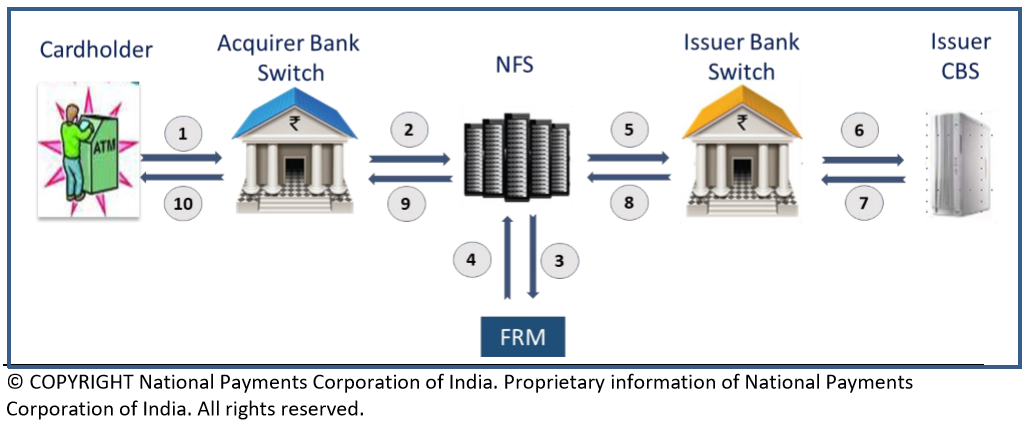 Cardholder
Acquirer Bank
Switch
NFS
Issuer Bank
Switch
Issuer
CBS
ATM
₹
₹
1
2
5
6
10
9
8
7
4
3
FRM
© COPYRIGHT National Payments Corporation of India. Proprietary information of National Payments
Corporation of India. All rights reserved.